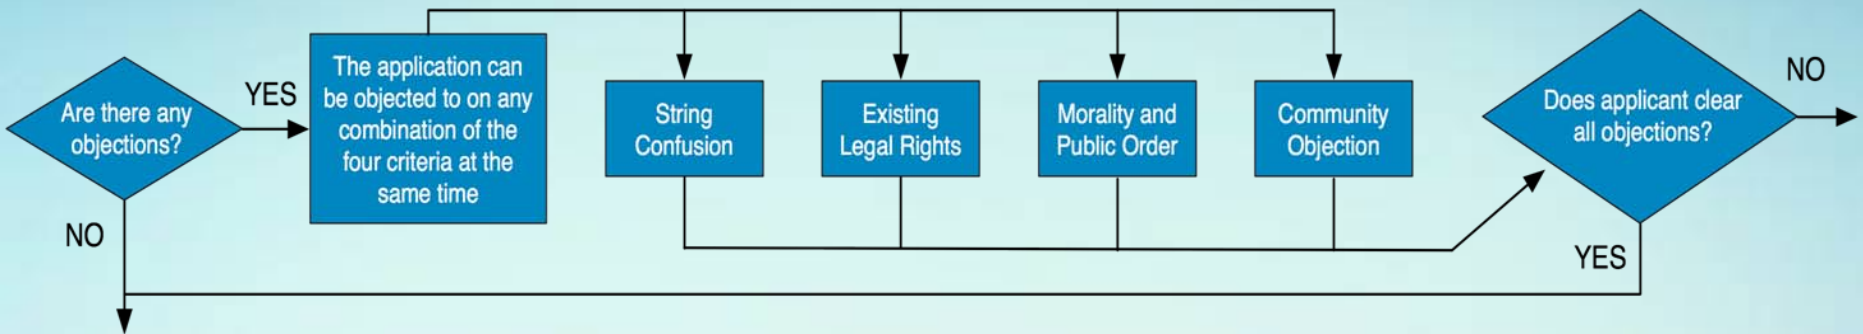 Are there any
objections?
YES
NO
The application can
be objected to on any
combination of the
four criteria at the
same time
String
Confusion
Existing
Legal Rights
Morality and
Public Order
Community
Objection
Does applicant clear
all objections?
NO
YES